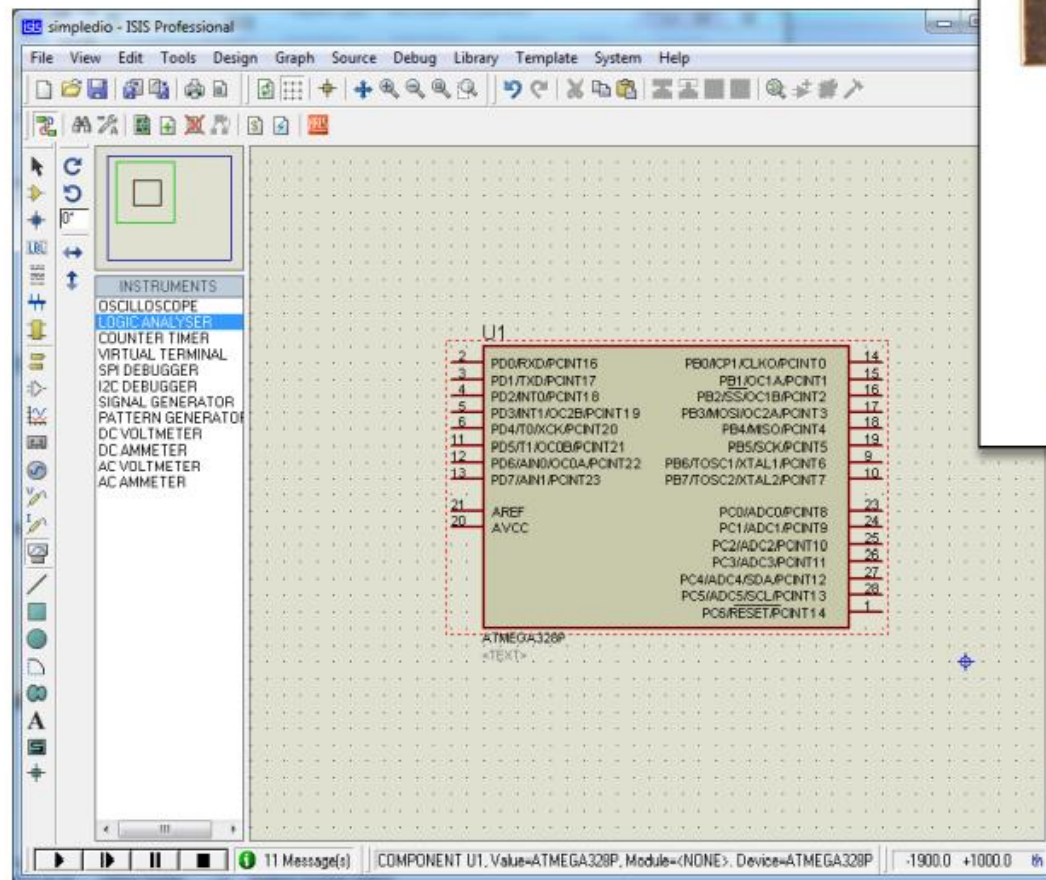 simpledio - ISIS Professional
File View Edit Tools Design Graph Source Debug Library Template System Help
LBL
0°
INSTRUMENTS
OSCILLOSCOPE
LOGIC ANALYSER
COUNTER TIMER
VIRTUAL TERMINAL
SPI DEBUGGER
I2C DEBUGGER
SIGNAL GENERATOR
PATTERN GENERATOR
DC VOLTMETER
DC AMMETER
AC VOLTMETER
AC AMMETER
A
U1
2 PD0/RXD/PCINT16 PB0/ICP1/CLKO/PCINT0 14
3 PD1/TXD/PCINT17 PB1/OC1A/PCINT1 15
4 PD2/INT0/PCINT18 PB2/SS/OC1B/PCINT2 16
5 PD3/INT1/OC2B/PCINT19 PB3/MOSI/OC2A/PCINT3 17
6 PD4/T0/XCK/PCINT20 PB4/MISO/PCINT4 18
11 PD5/T1/OC0B/PCINT21 PB5/SCK/PCINT5 19
12 PD6/AIN0/OC0A/PCINT22 PB6/TOSC1/XTAL1/PCINT6 9
13 PD7/AIN1/PCINT23 PB7/TOSC2/XTAL2/PCINT7 10
21 AREF PC0/ADC0/PCINT8 23
20 AVCC PC1/ADC1/PCINT9 24
PC2/ADC2/PCINT10 25
PC3/ADC3/PCINT11 26
PC4/ADC4/SDA/PCINT12 27
PC5/ADC5/SCL/PCINT13 28
PC6/RESET/PCINT14 1
ATMEGA328P
<TEXT>
11 Message(s) COMPONENT U1, Value=ATMEGA328P, Module=<NONE>, Device=ATMEGA328P -1900.0 +1000.0 th